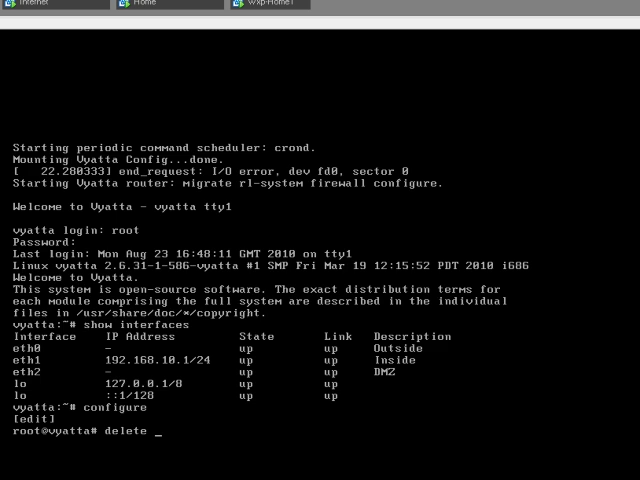 Internet Home Wxp-Home1
Starting periodic command scheduler: crond.
Mounting Vyatta Config...done.
[   22.280333] end_request: I/O error, dev fd0, sector 0
Starting Vyatta router: migrate rl-system firewall configure.
Welcome to Vyatta - vyatta tty1
vyatta login: root
Password:
Last login: Mon Aug 23 16:48:11 GMT 2010 on tty1
Linux vyatta 2.6.31-1-586-vyatta #1 SMP Fri Mar 19 12:15:52 PDT 2010 i686
Welcome to Vyatta.
This system is open-source software. The exact distribution terms for
each module comprising the full system are described in the individual
files in /usr/share/doc/*/copyright.
vyatta:~# show interfaces
Interface    IP Address         State       Link   Description
eth0         -                  up          up     Outside
eth1         192.168.10.1/24    up          up     Inside
eth2         -                  up          up     DMZ
lo           127.0.0.1/8        up          up
lo           ::1/128            up          up
vyatta:~# configure
[edit]
root@vyatta# delete _